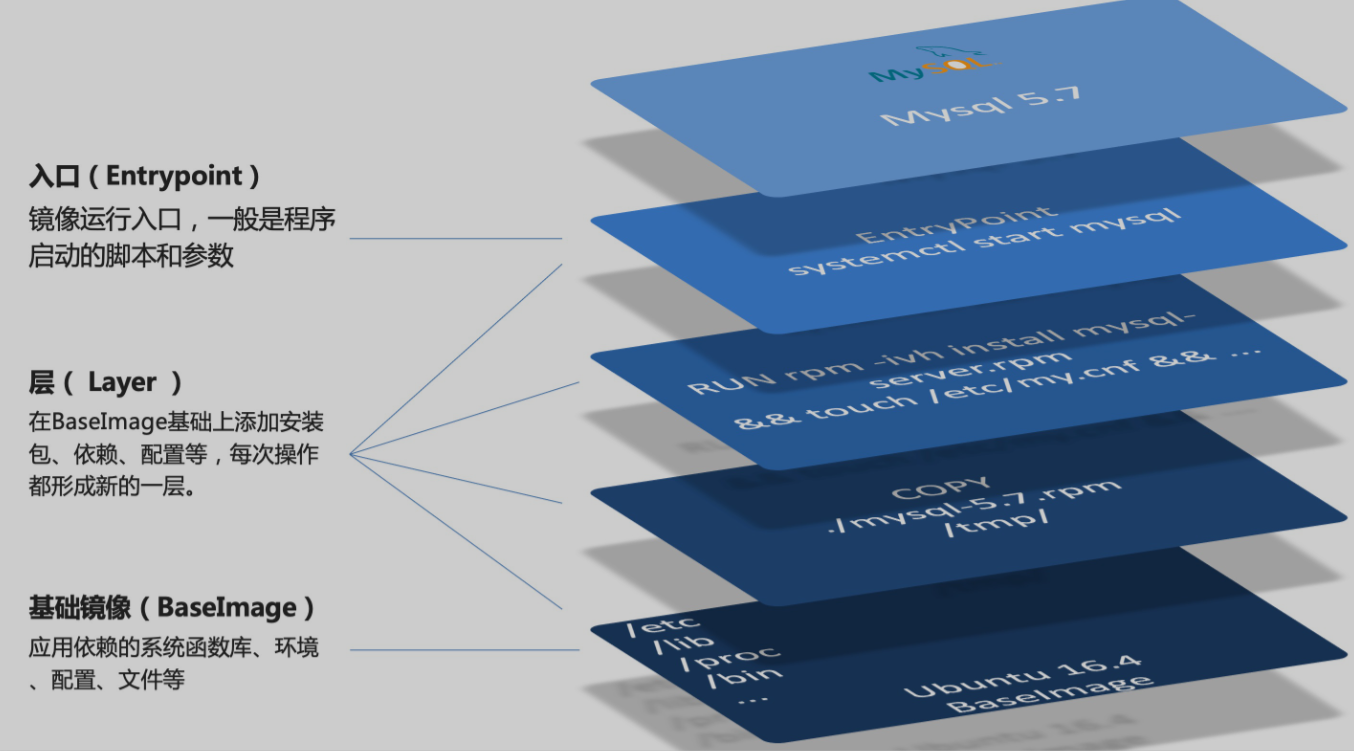 入口（Entrypoint）
镜像运行入口，一般是程序
启动的脚本和参数
层（ Layer ）
在BaseImage基础上添加安装
包、依赖、配置等，每次操作
都形成新的一层。
基础镜像（BaseImage）
应用依赖的系统函数库、环境
、配置、文件等
MySQL
Mysql 5.7
EntryPoint
systemctl start mysql
RUN rpm -ivh install mysql-
server.rpm
&& touch /etc/my.cnf && ...
COPY
./mysql-5.7.rpm
/tmp/
/etc
/lib
/proc
/bin
...
Ubuntu 16.4
BaseImage